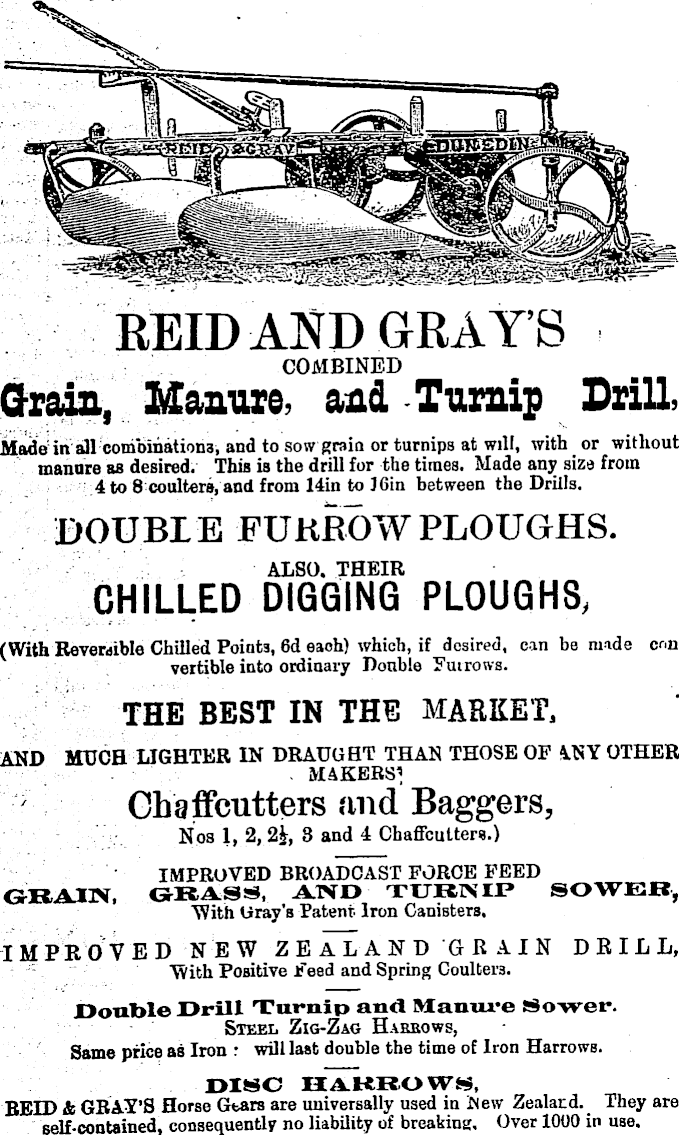 REID & GRAY DUNEDIN
REID AND GRAY'S
COMBINED
Grain, Manure, and Turnip Drill,
Made in all combinations, and to sow grain or turnips at will, with or without
manure as desired. This is the drill for the times. Made any size from
4 to 8 coulters, and from 14in to 16in between the Drills.
DOUBLE FURROW PLOUGHS.
ALSO. THEIR
CHILLED DIGGING PLOUGHS,
(With Reversible Chilled Points, 6d each) which, if desired, can be made con
vertible into ordinary Double Furrows.
THE BEST IN THE MARKET,
AND MUCH LIGHTER IN DRAUGHT THAN THOSE OF ANY OTHER
MAKERS!
Chaffcutters and Baggers,
Nos 1, 2, 2½, 3 and 4 Chaffcutters.)
IMPROVED BROADCAST FORCE FEED
GRAIN, GRASS, AND TURNIP SOWER,
With Gray's Patent Iron Canisters.
IMPROVED NEW ZEALAND GRAIN DRILL,
With Positive Feed and Spring Coulters.
Double Drill Turnip and Manure Sower.
STEEL ZIG-ZAG HARROWS,
Same price as Iron : will last double the time of Iron Harrows.
DISC HARROWS,
REID & GRAY'S Horse Gears are universally used in New Zealand. They are
self-contained, consequently no liability of breaking. Over 1000 in use.